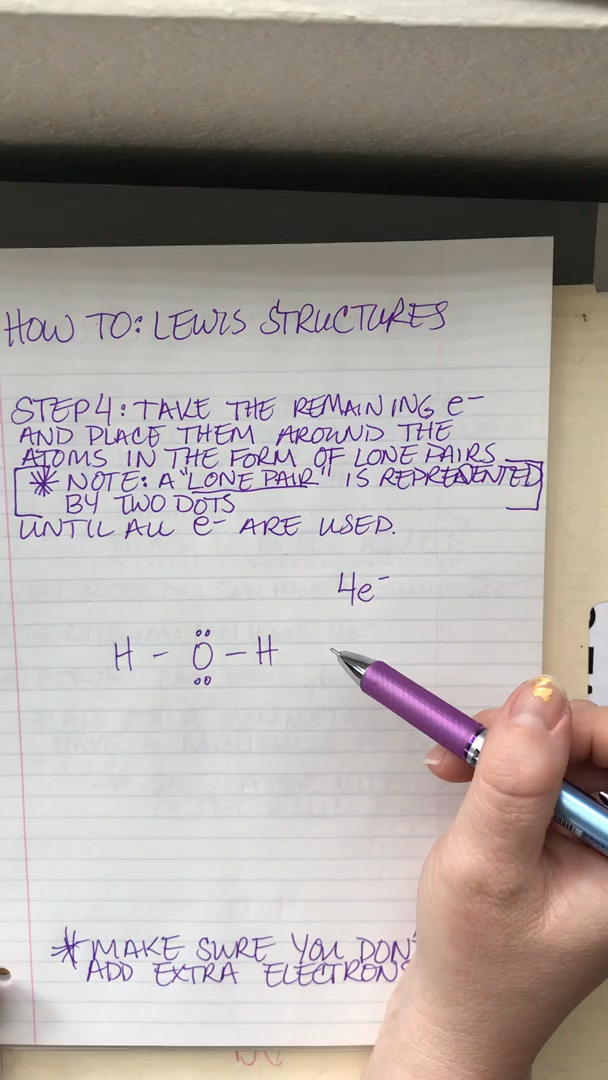 HOW TO: LEWIS STRUCTURES
STEP 4: TAKE THE REMAINING e-
AND PLACE THEM AROUND THE
ATOMS IN THE FORM OF LONE PAIRS
* NOTE: A "LONE PAIR" IS REPRESENTED
BY TWO DOTS
UNTIL ALL e- ARE USED.
4e-
H - O - H
* MAKE SURE YOU DON'
ADD EXTRA ELECTRONS